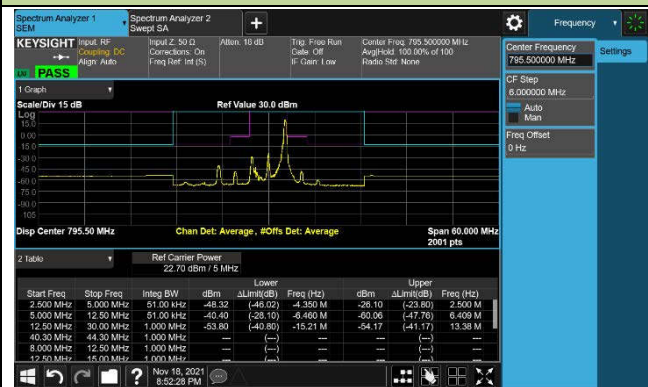 Spectrum Analyzer 1
SEM
Spectrum Analyzer 2
Swept SA
+
Frequency
KEYSIGHT
Input: RF
Coupling: DC
Align: Auto
Input Z: 50 Ω
Corrections: On
Freq Ref: Int (S)
Atten: 16 dB
Trig: Free Run
Gate: Off
IF Gain: Low
Center Freq: 795.500000 MHz
Avg|Hold: 100.00% of 100
Radio Std: None
LXI
PASS
Center Frequency
795.500000 MHz
Settings
CF Step
6.000000 MHz
Auto
Man
Freq Offset
0 Hz
1 Graph
Scale/Div 15 dB
Ref Value 30.0 dBm
Log
15.0
0.00
-15.0
-30.0
-45.0
-60.0
-75.0
-90.0
-105
Disp Center 795.50 MHz
Chan Det: Average , #Offs Det: Average
Span 60.000 MHz
2001 pts
2 Table
Ref Carrier Power
22.70 dBm / 5 MHz
Lower Upper
Start Freq Stop Freq Integ BW dBm ΔLimit(dB) Freq (Hz) dBm ΔLimit(dB) Freq (Hz)
2.500 MHz 5.000 MHz 51.00 kHz -48.32 (-46.02) -4.350 M -26.10 (-23.80) 2.500 M
5.000 MHz 12.50 MHz 51.00 kHz -40.40 (-28.10) -6.460 M -60.06 (-47.76) 6.409 M
12.50 MHz 30.00 MHz 1.000 MHz -53.80 (-40.80) -15.21 M -54.17 (-41.17) 13.38 M
40.30 MHz 44.30 MHz 1.000 MHz --- (---) --- --- (---) ---
8.000 MHz 12.50 MHz 1.000 MHz --- (---) --- --- (---) ---
12.50 MHz 15.00 MHz 1.000 MHz --- (---) --- --- (---) ---
?
Nov 18, 2021
8:52:28 PM